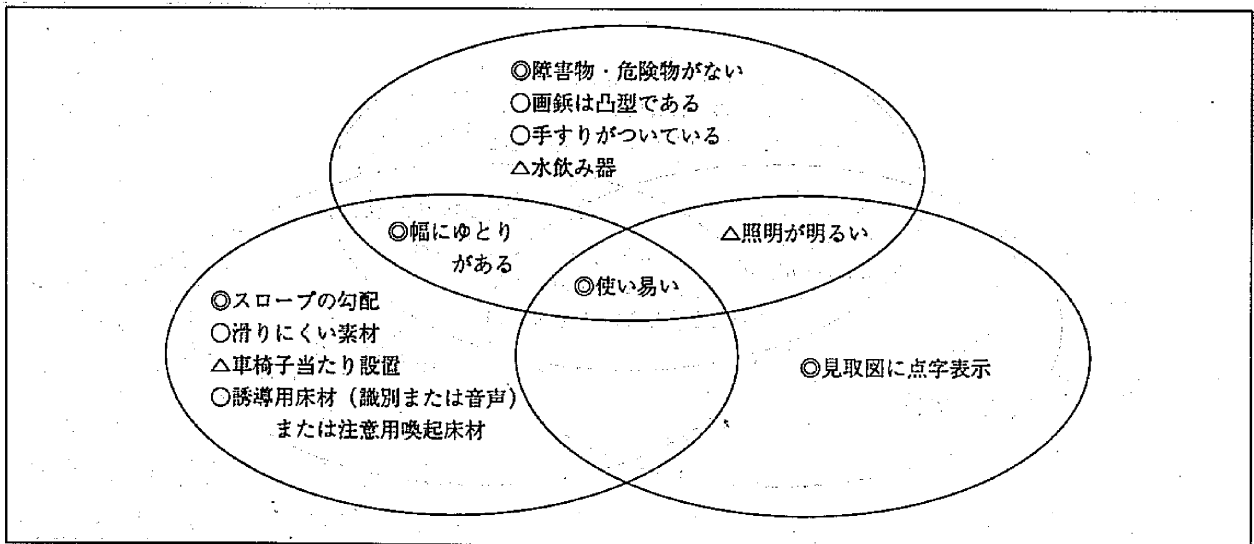 ◎障害物・危険物がない
○画鋲は凸型である
○手すりがついている
△水飲み器
◎幅にゆとり
がある
△照明が明るい
◎使い易い
◎スロープの勾配
○滑りにくい素材
△車椅子当たり設置
○誘導用床材（識別または音声）
または注意用喚起床材
◎見取図に点字表示